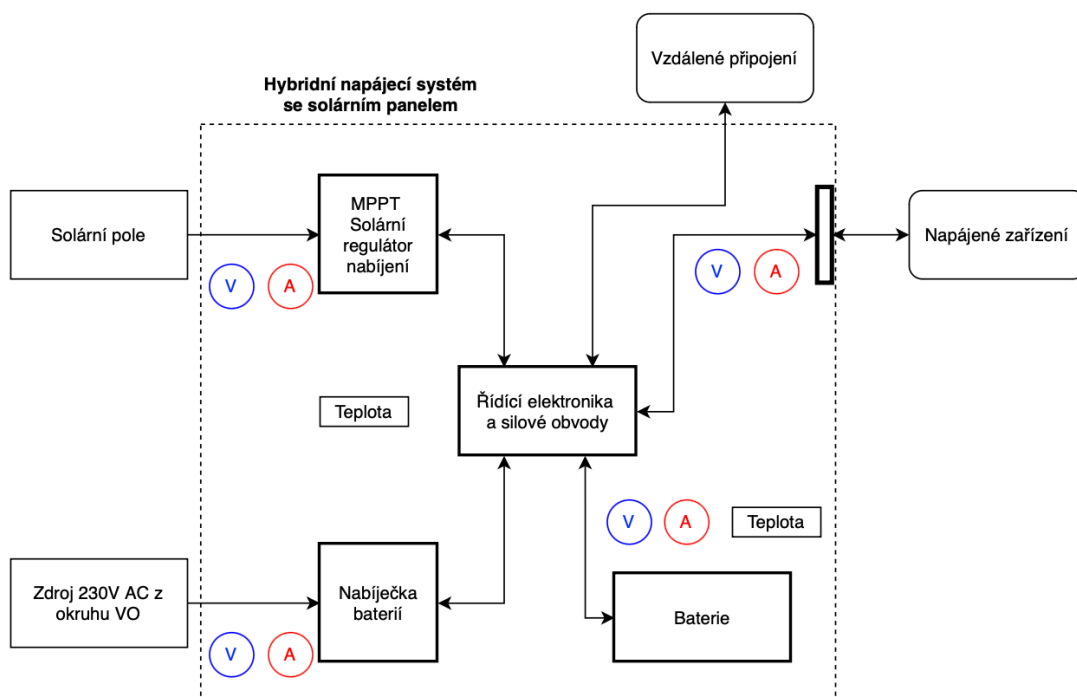 Vzdálené připojení
Hybridní napájecí systém
se solárním panelem
Solární pole
MPPT
Solární
regulátor
nabíjení
Napájené zařízení
V
A
V
A
Řídící elektronika
a silové obvody
Teplota
V
A
Teplota
Zdroj 230V AC z
okruhu VO
Nabíječka
baterií
Baterie
V
A